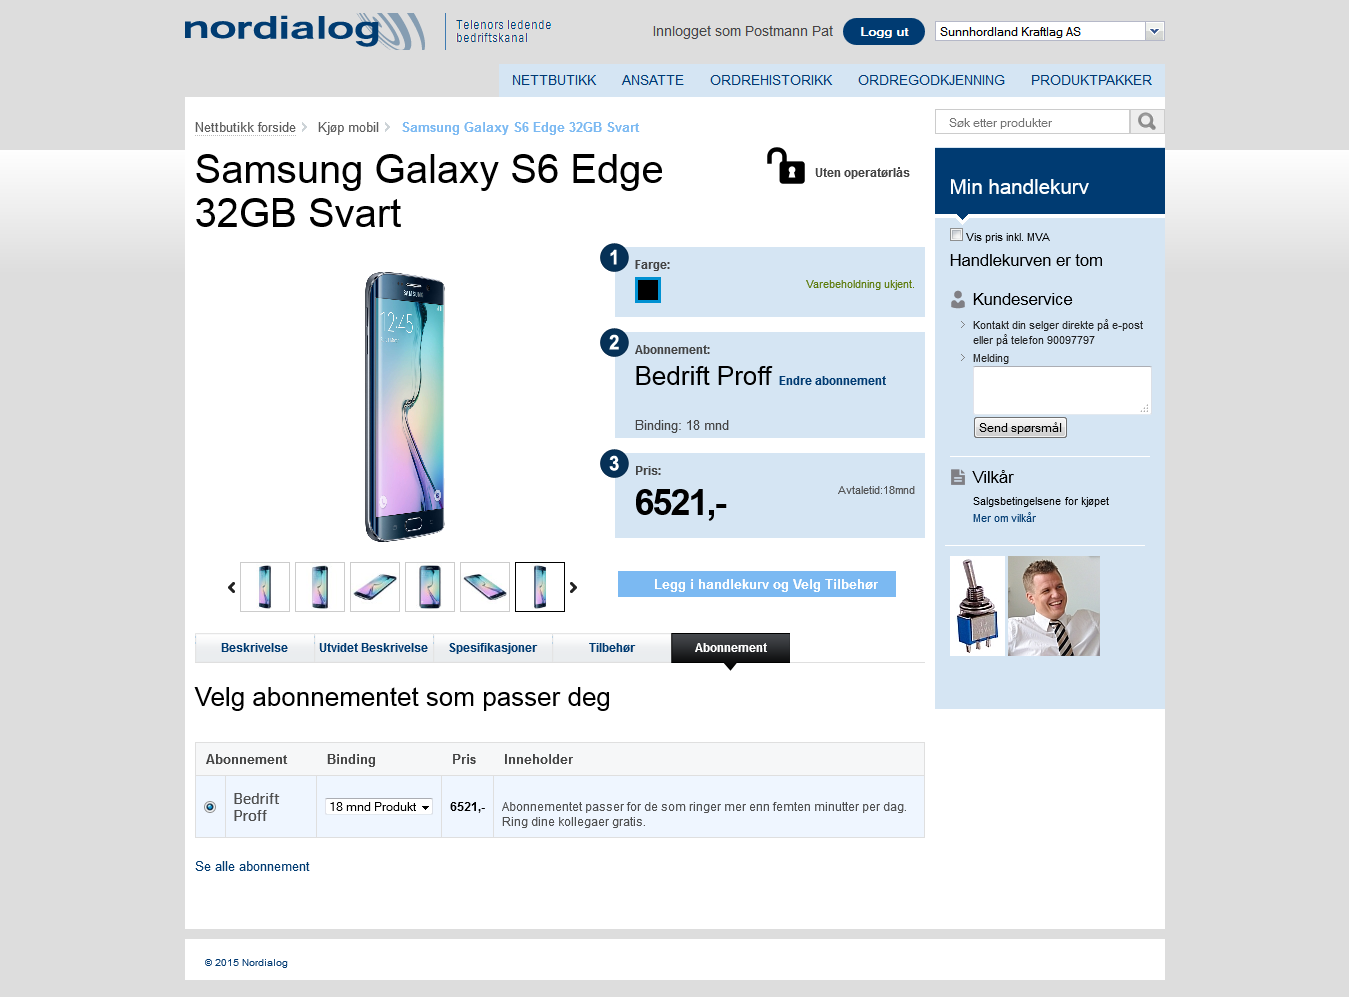 nordialog
Telenors ledende
bedriftskanal
Innlogget som Postmann Pat
Logg ut
Sunnhordland Kraftlag AS
NETTBUTIKK ANSATTE ORDREHISTORIKK ORDREGODKJENNING PRODUKTPAKKER
Nettbutikk forside
Kjøp mobil
Samsung Galaxy S6 Edge 32GB Svart
Søk etter produkter
Samsung Galaxy S6 Edge
32GB Svart
Uten operatørlås
SAMSUNG
12:45
1
Farge:
Varebeholdning ukjent.
2
Abonnement:
Bedrift Proff Endre abonnement
Binding: 18 mnd
3
Pris:
6521,-
Avtaletid:18mnd
Legg i handlekurv og Velg Tilbehør
Min handlekurv
Vis pris inkl. MVA
Handlekurven er tom
Kundeservice
Kontakt din selger direkte på e-post
eller på telefon 90097797
Melding
Send spørsmål
Vilkår
Salgsbetingelsene for kjøpet
Mer om vilkår
Beskrivelse Utvidet Beskrivelse Spesifikasjoner Tilbehør Abonnement
Velg abonnementet som passer deg
Abonnement Binding Pris Inneholder
Bedrift
Proff
18 mnd Produkt
6521,-
Abonnementet passer for de som ringer mer enn femten minutter per dag.
Ring dine kollegaer gratis.
Se alle abonnement
© 2015 Nordialog